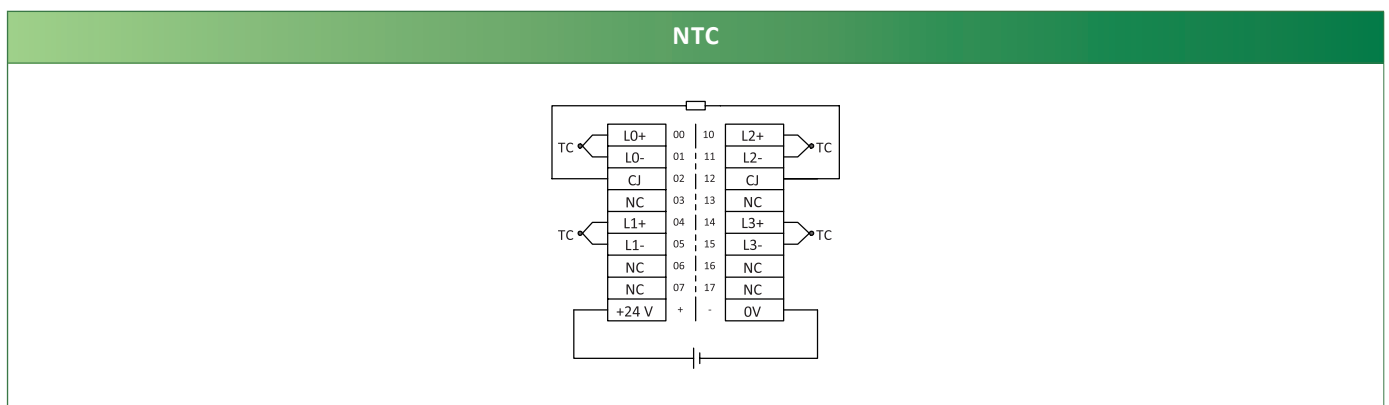 NTC
L0+ 00 10 L2+
TC TC
L0- 01 11 L2-
CJ 02 12 CJ
NC 03 13 NC
L1+ 04 14 L3+
TC TC
L1- 05 15 L3-
NC 06 16 NC
NC 07 17 NC
+24 V + - 0V